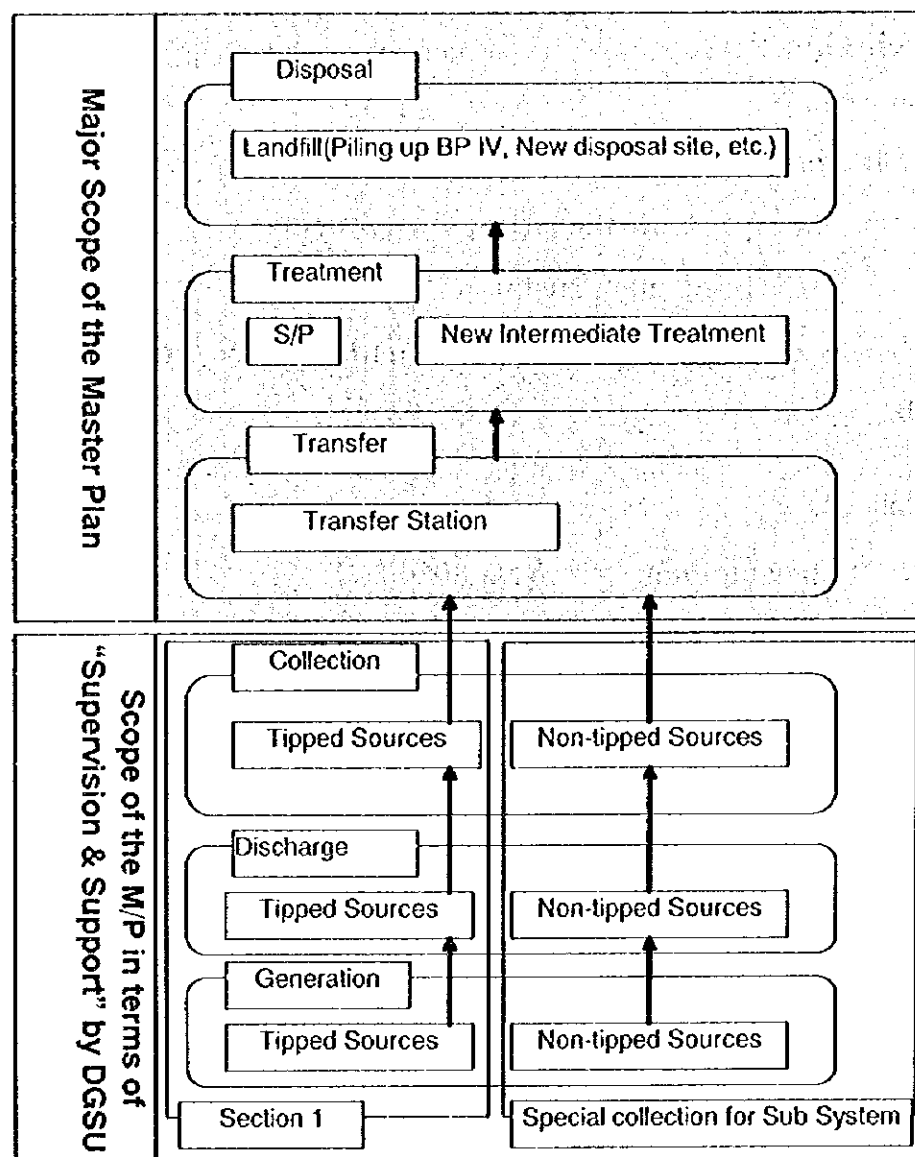 Major Scope of the Master Plan
Disposal
Landfill(Piling up BP IV, New disposal site, etc.)
Treatment
S/P
New Intermediate Treatment
Transfer
Transfer Station
Scope of the M/P in terms of
“Supervision & Support” by DGSU
Collection
Tipped Sources
Non-tipped Sources
Discharge
Tipped Sources
Non-tipped Sources
Generation
Tipped Sources
Non-tipped Sources
Section 1
Special collection for Sub System